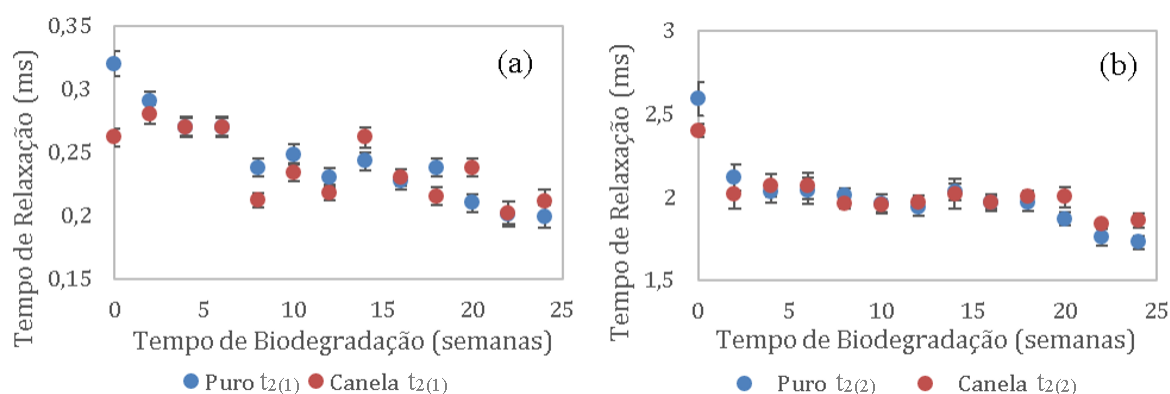 Tempo de Relaxação (ms)
0,35
0,3
0,25
0,2
0,15
(a)
0 5 10 15 20 25
Tempo de Biodegradação (semanas)
Puro t2(1) Canela t2(1)
Tempo de Relaxação (ms)
3
2,5
2
1,5
(b)
0 5 10 15 20 25
Tempo de Biodegradação (semanas)
Puro t2(2) Canela t2(2)